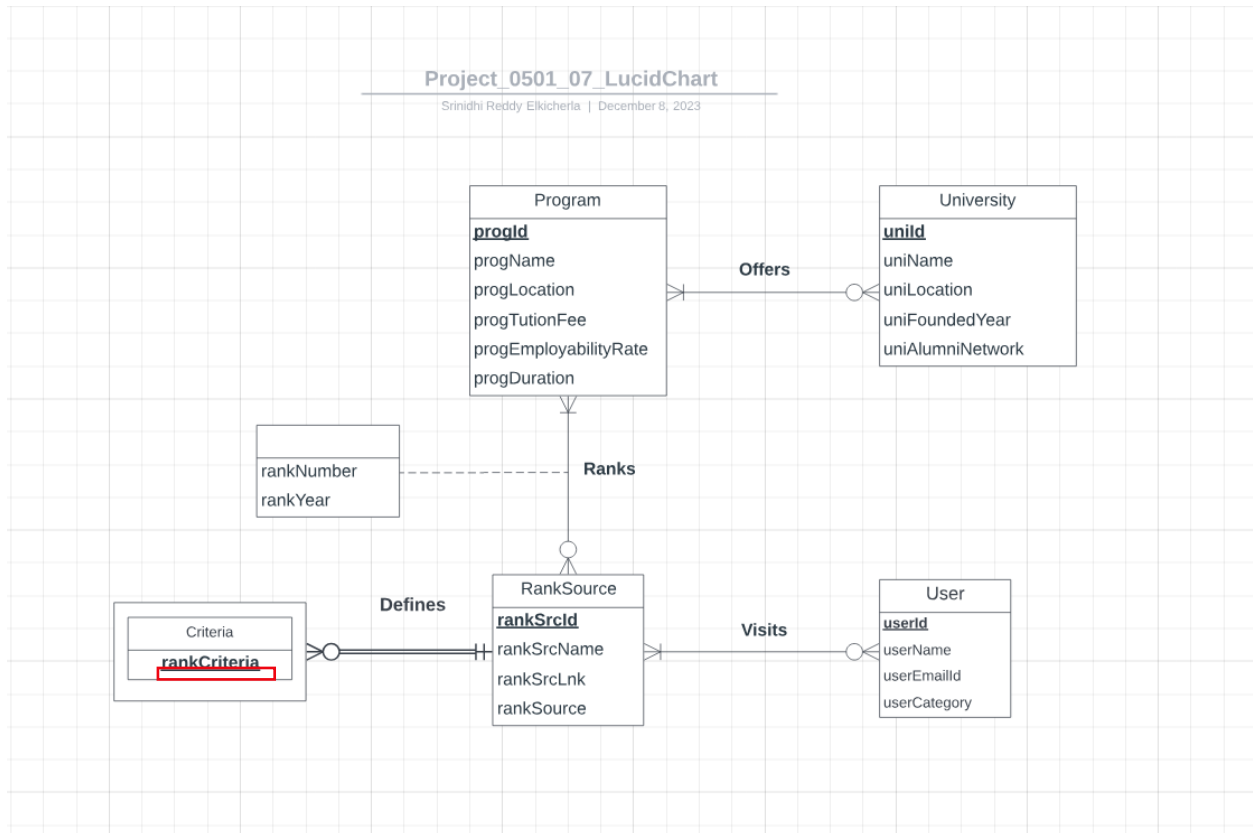 Project_0501_07_LucidChart
Srinidhi Reddy Elkicherla | December 8, 2023
Program
progId
progName
progLocation
progTutionFee
progEmployabilityRate
progDuration
Offers
University
uniId
uniName
uniLocation
uniFoundedYear
uniAlumniNetwork
rankNumber
rankYear
Ranks
Criteria
rankCriteria
Defines
RankSource
rankSrcId
rankSrcName
rankSrcLnk
rankSource
Visits
User
userId
userName
userEmailId
userCategory